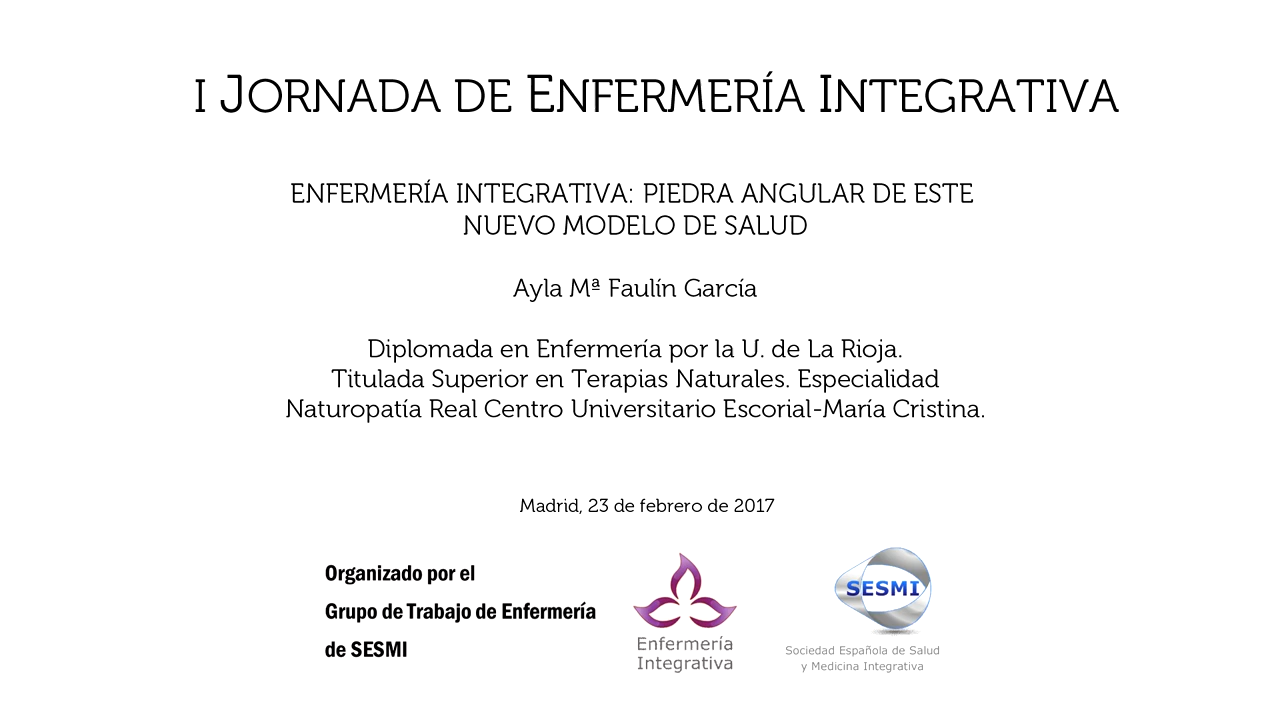 I JORNADA DE ENFERMERÍA INTEGRATIVA
ENFERMERÍA INTEGRATIVA: PIEDRA ANGULAR DE ESTE
NUEVO MODELO DE SALUD
Ayla Mª Faulín García
Diplomada en Enfermería por la U. de La Rioja.
Titulada Superior en Terapias Naturales. Especialidad
Naturopatía Real Centro Universitario Escorial-María Cristina.
Madrid, 23 de febrero de 2017
Organizado por el
Grupo de Trabajo de Enfermería
de SESMI
Enfermería
Integrativa
SESMI
Sociedad Española de Salud
y Medicina Integrativa